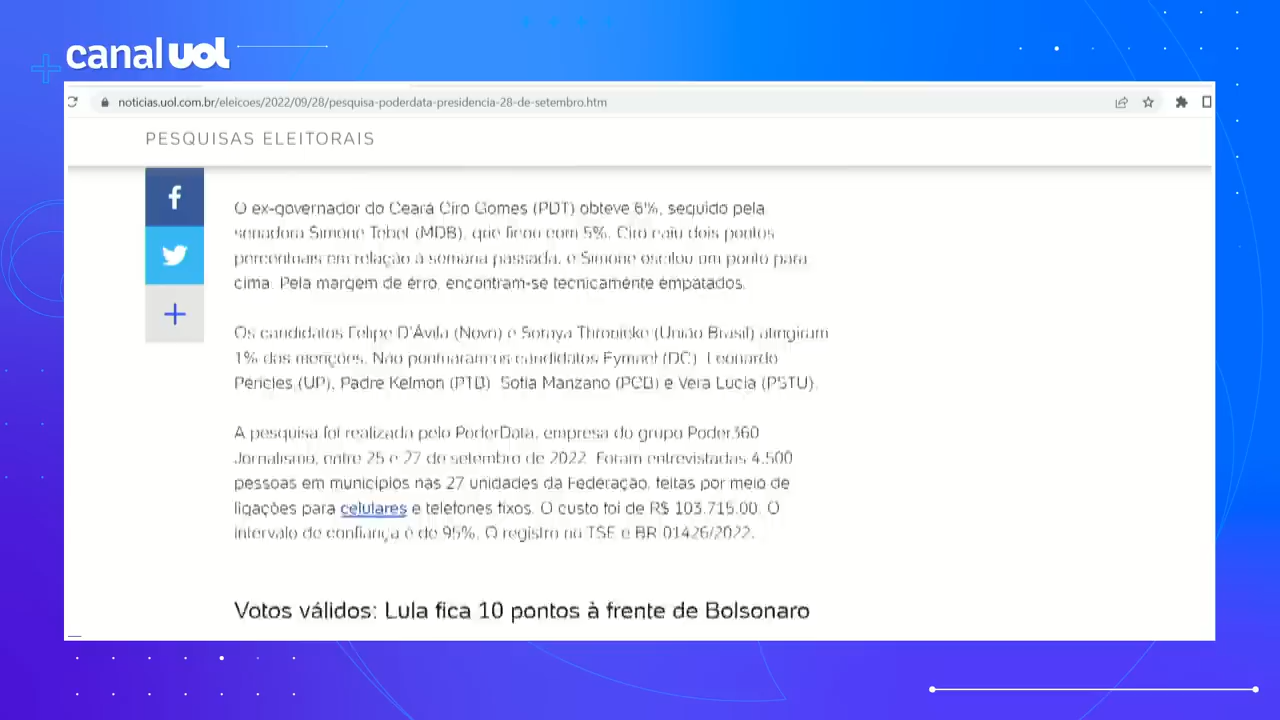 canal uol
noticias.uol.com.br/eleicoes/2022/09/28/pesquisa-poderdata-presidencia-28-de-setembro.htm
PESQUISAS ELEITORAIS
O ex-governador do Ceará Ciro Gomes (PDT) obteve 6%, seguido pela
senadora Simone Tebet (MDB), que ficou com 5%. Ciro caiu dois pontos
percentuais em relação à semana passada, e Simone oscilou um ponto para
cima. Pela margem de erro, encontram-se tecnicamente empatados.
Os candidatos Felipe D'Ávila (Novo) e Soraya Thronicke (União Brasil) atingiram
1% das menções. Não pontuaram os candidatos Eymael (DC), Leonardo
Péricles (UP), Padre Kelmon (PTB), Sofia Manzano (PCB) e Vera Lúcia (PSTU).
A pesquisa foi realizada pelo PoderData, empresa do grupo Poder360
Jornalismo, entre 25 e 27 de setembro de 2022. Foram entrevistadas 4.500
pessoas em municípios nas 27 unidades da Federação, feitas por meio de
ligações para celulares e telefones fixos. O custo foi de R$ 103.715,00. O
intervalo de confiança é de 95%. O registro no TSE é BR-01426/2022.
Votos válidos: Lula fica 10 pontos à frente de Bolsonaro